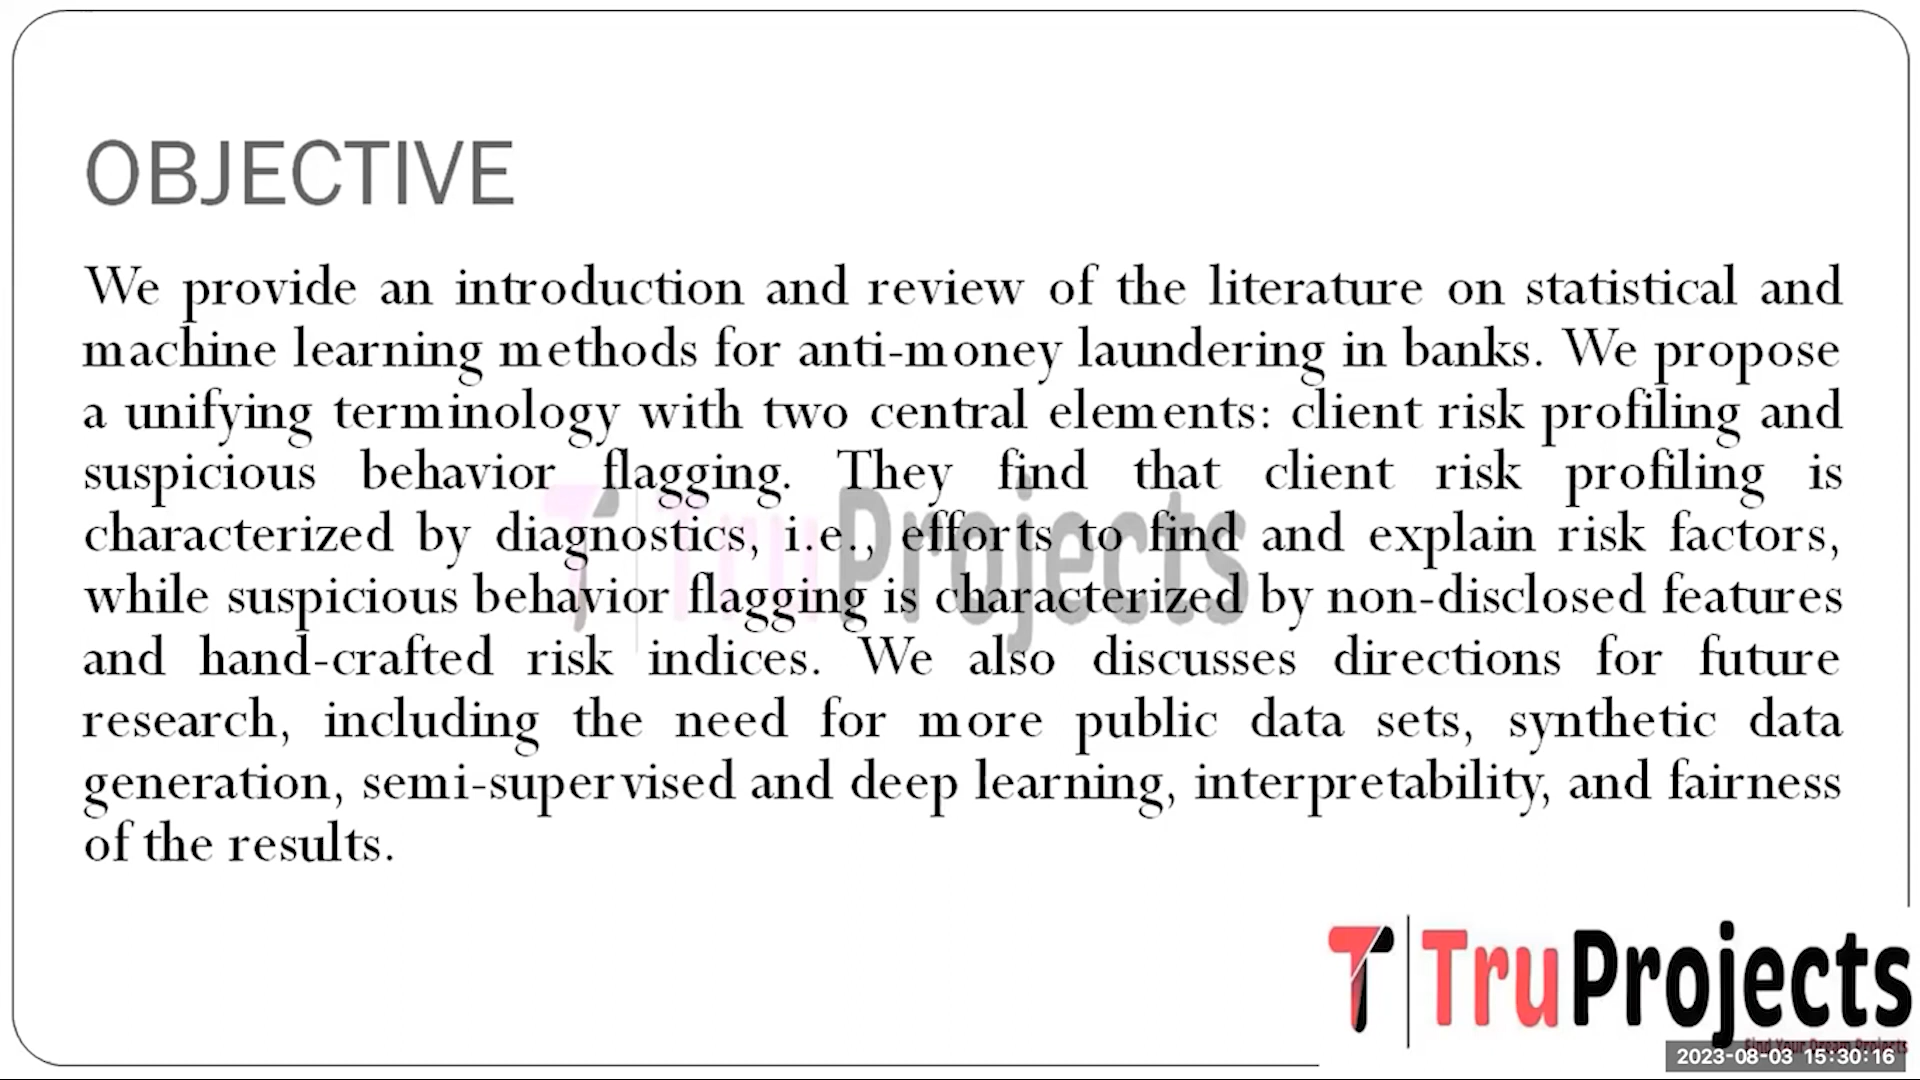 OBJECTIVE
We provide an introduction and review of the literature on statistical and
machine learning methods for anti-money laundering in banks. We propose
a unifying terminology with two central elements: client risk profiling and
suspicious behavior flagging. They find that client risk profiling is
characterized by diagnostics, i.e., efforts to find and explain risk factors,
while suspicious behavior flagging is characterized by non-disclosed features
and hand-crafted risk indices. We also discusses directions for future
research, including the need for more public data sets, synthetic data
generation, semi-supervised and deep learning, interpretability, and fairness
of the results.
TruProjects
TruProjects
Find Your Dream Projects
2023-08-03 15:30:16